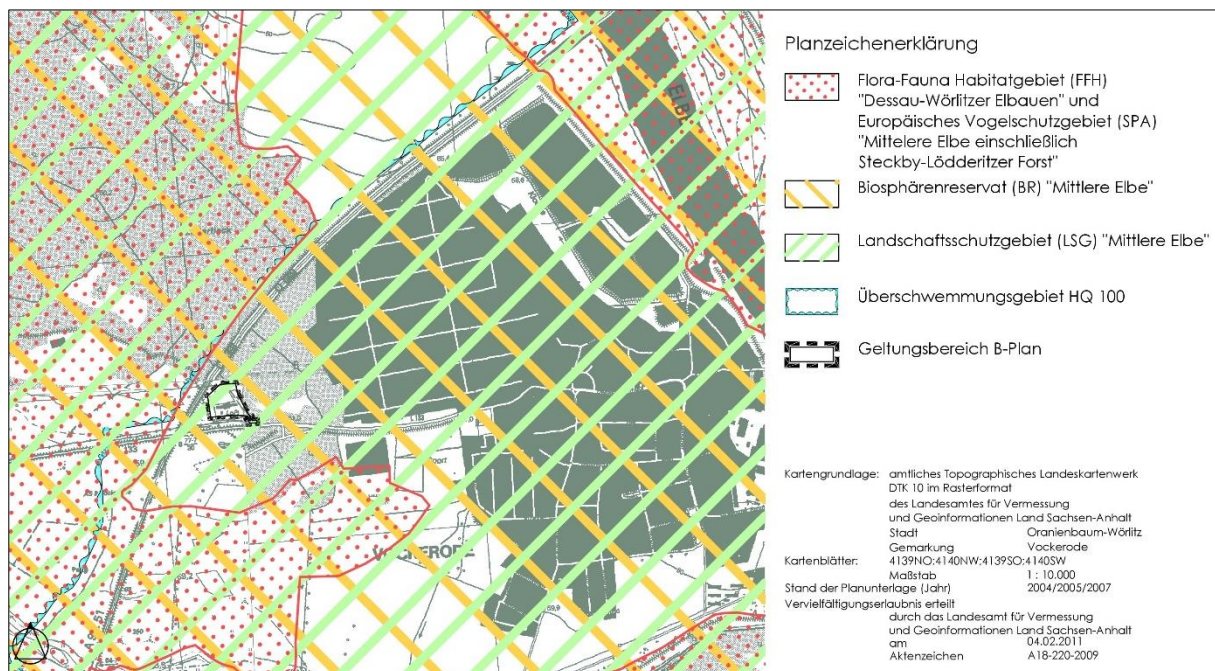 Planzeichenerklärung
Flora-Fauna Habitatgebiet (FFH)
"Dessau-Wörlitzer Elbauen" und
Europäisches Vogelschutzgebiet (SPA)
"Mittelere Elbe einschließlich
Steckby-Lödderitzer Forst"
Biosphärenreservat (BR) "Mittlere Elbe"
Landschaftsschutzgebiet (LSG) "Mittlere Elbe"
Überschwemmungsgebiet HQ 100
Geltungsbereich B-Plan
Kartengrundlage: amtliches Topographisches Landeskartenwerk
DTK 10 im Rasterformat
des Landesamtes für Vermessung
und Geoinformationen Land Sachsen-Anhalt
Stadt Oranienbaum-Wörlitz
Gemarkung Vockerode
Kartenblätter: 4139NO;4140NW;4139SO;4140SW
Maßstab 1 : 10.000
Stand der Planunterlage (Jahr) 2004/2005/2007
Vervielfältigungserlaubnis erteilt
durch das Landesamt für Vermessung
und Geoinformationen Land Sachsen-Anhalt
am 04.02.2011
Aktenzeichen A18-220-2009
ELBE
VOCKERODE